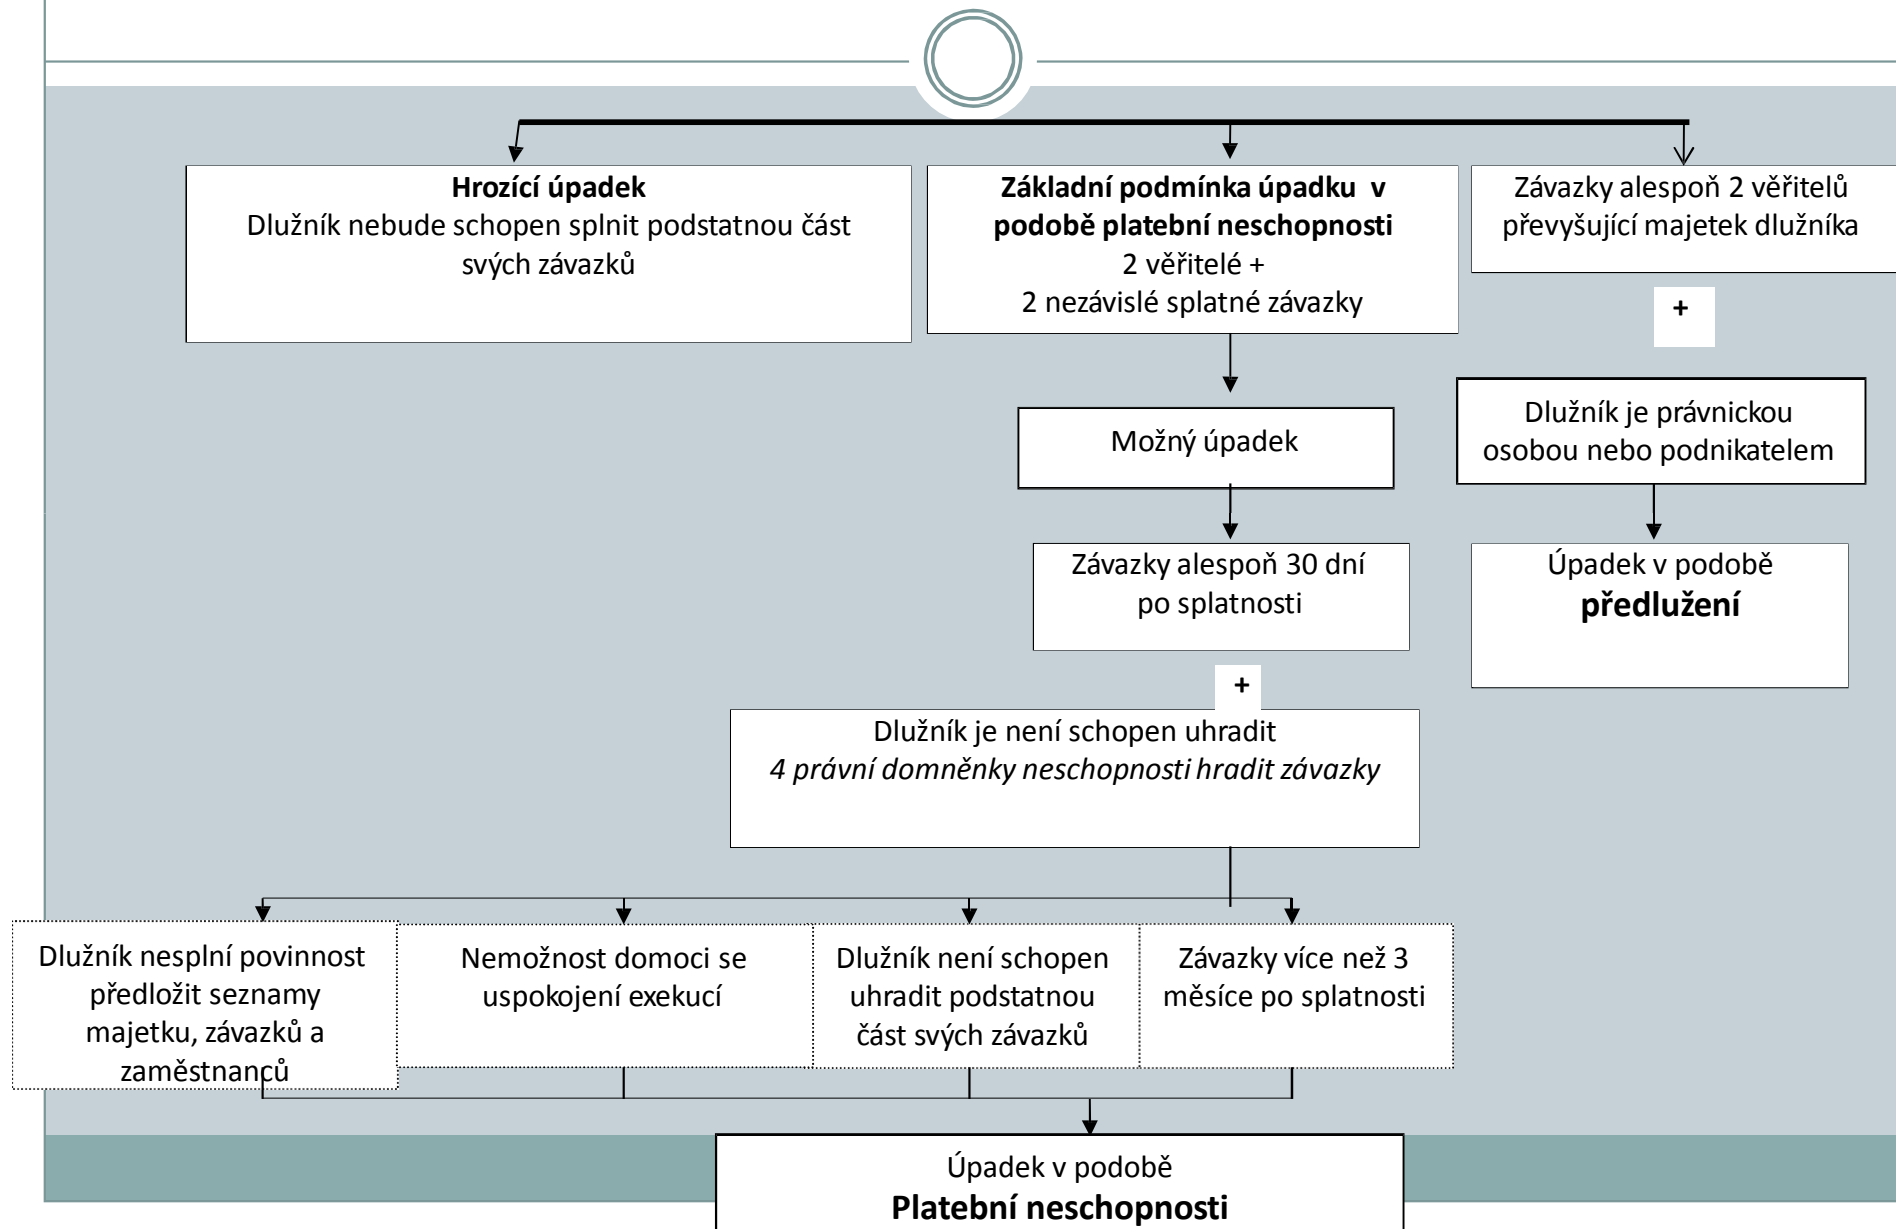 Hrozící úpadek
Dlužník nebude schopen splnit podstatnou část
svých závazků
Základní podmínka úpadku v
podobě platební neschopnosti
2 věřitelé +
2 nezávislé splatné závazky
Závazky alespoň 2 věřitelů
převyšující majetek dlužníka
+
Možný úpadek
Dlužník je právnickou
osobou nebo podnikatelem
Závazky alespoň 30 dní
po splatnosti
Úpadek v podobě
předlužení
+
Dlužník je není schopen uhradit
4 právní domněnky neschopnosti hradit závazky
Dlužník nesplní povinnost
předložit seznamy
majetku, závazků a
zaměstnanců
Nemožnost domoci se
uspokojení exekucí
Dlužník není schopen
uhradit podstatnou
část svých závazků
Závazky více než 3
měsíce po splatnosti
Úpadek v podobě
Platební neschopnosti